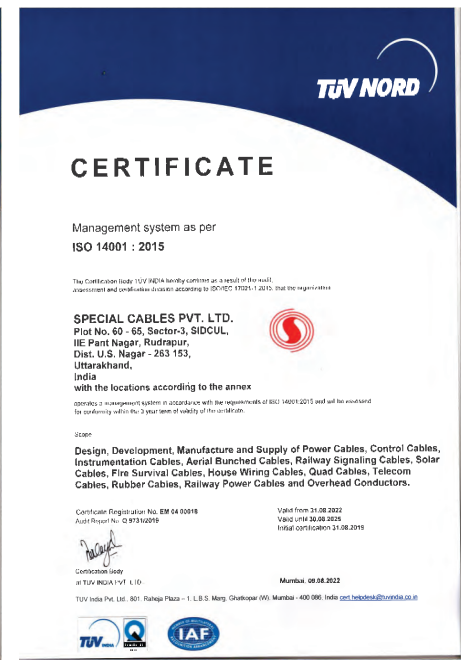 TÜV NORD
CERTIFICATE
Management system as per
ISO 14001 : 2015
The Certification Body TÜV INDIA hereby confirms as a result of the audit,
assessment and certification decision according to ISO/IEC 17021-1:2015, that the organization
SPECIAL CABLES PVT. LTD.
Plot No. 60 - 65, Sector-3, SIDCUL,
IIE Pant Nagar, Rudrapur,
Dist. U.S. Nagar - 263 153,
Uttarakhand,
India
with the locations according to the annex
operates a management system in accordance with the requirements of ISO 14001:2015 and will be assessed
for conformity within the 3 year term of validity of the certificate.
Scope
Design, Development, Manufacture and Supply of Power Cables, Control Cables,
Instrumentation Cables, Aerial Bunched Cables, Railway Signaling Cables, Solar
Cables, Fire Survival Cables, House Wiring Cables, Quad Cables, Telecom
Cables, Rubber Cables, Railway Power Cables and Overhead Conductors.
Certificate Registration No. EM 04 00018
Audit Report No. Q 9731/2019
Valid from 31.08.2022
Valid until 30.08.2025
Initial certification 31.08.2019
Certification Body
at TÜV INDIA PVT. LTD.
Mumbai, 08.08.2022
TÜV India Pvt. Ltd., 801, Raheja Plaza – 1, L.B.S. Marg, Ghatkopar (W), Mumbai - 400 086, India cert.helpdesk@tuvindia.co.in
TÜV INDIA
IAF